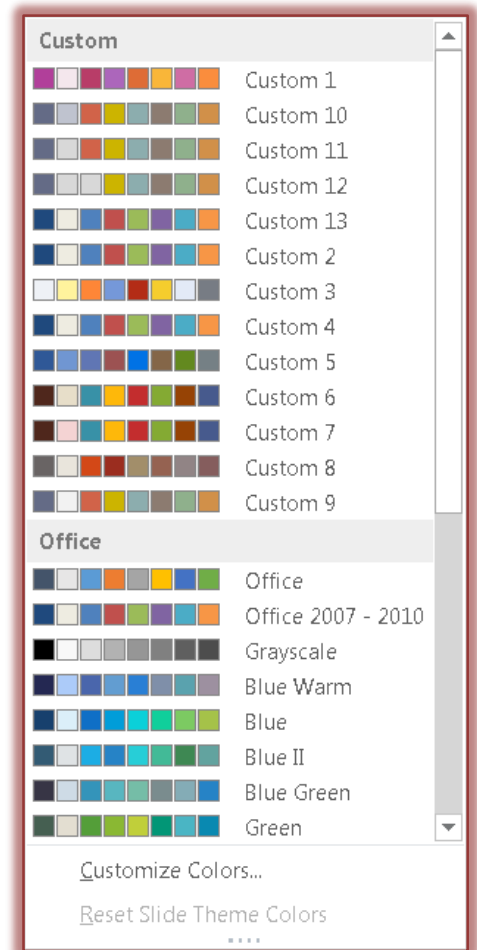 Custom
Custom 1
Custom 10
Custom 11
Custom 12
Custom 13
Custom 2
Custom 3
Custom 4
Custom 5
Custom 6
Custom 7
Custom 8
Custom 9
Office
Office
Office 2007 - 2010
Grayscale
Blue Warm
Blue
Blue II
Blue Green
Green
Customize Colors...
Reset Slide Theme Colors